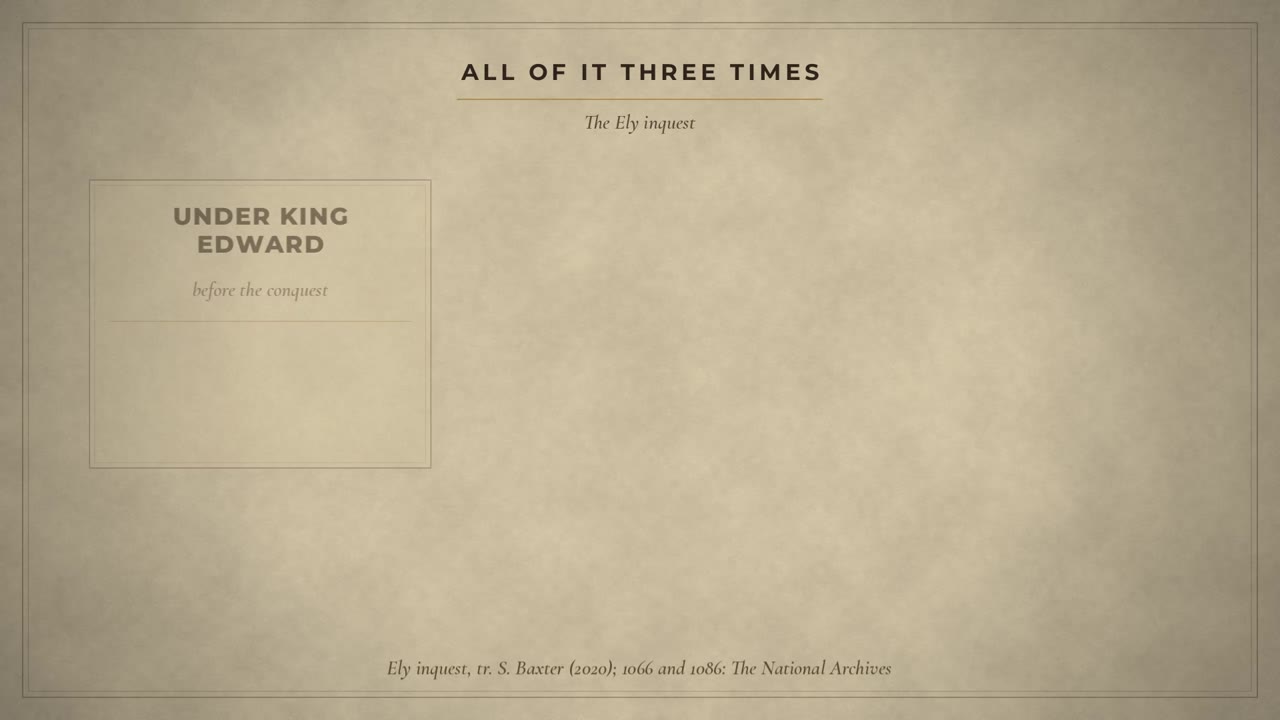 ALL OF IT THREE TIMES
The Ely inquest
UNDER KING
EDWARD
before the conquest
Ely inquest, tr. S. Baxter (2020); 1066 and 1086: The National Archives